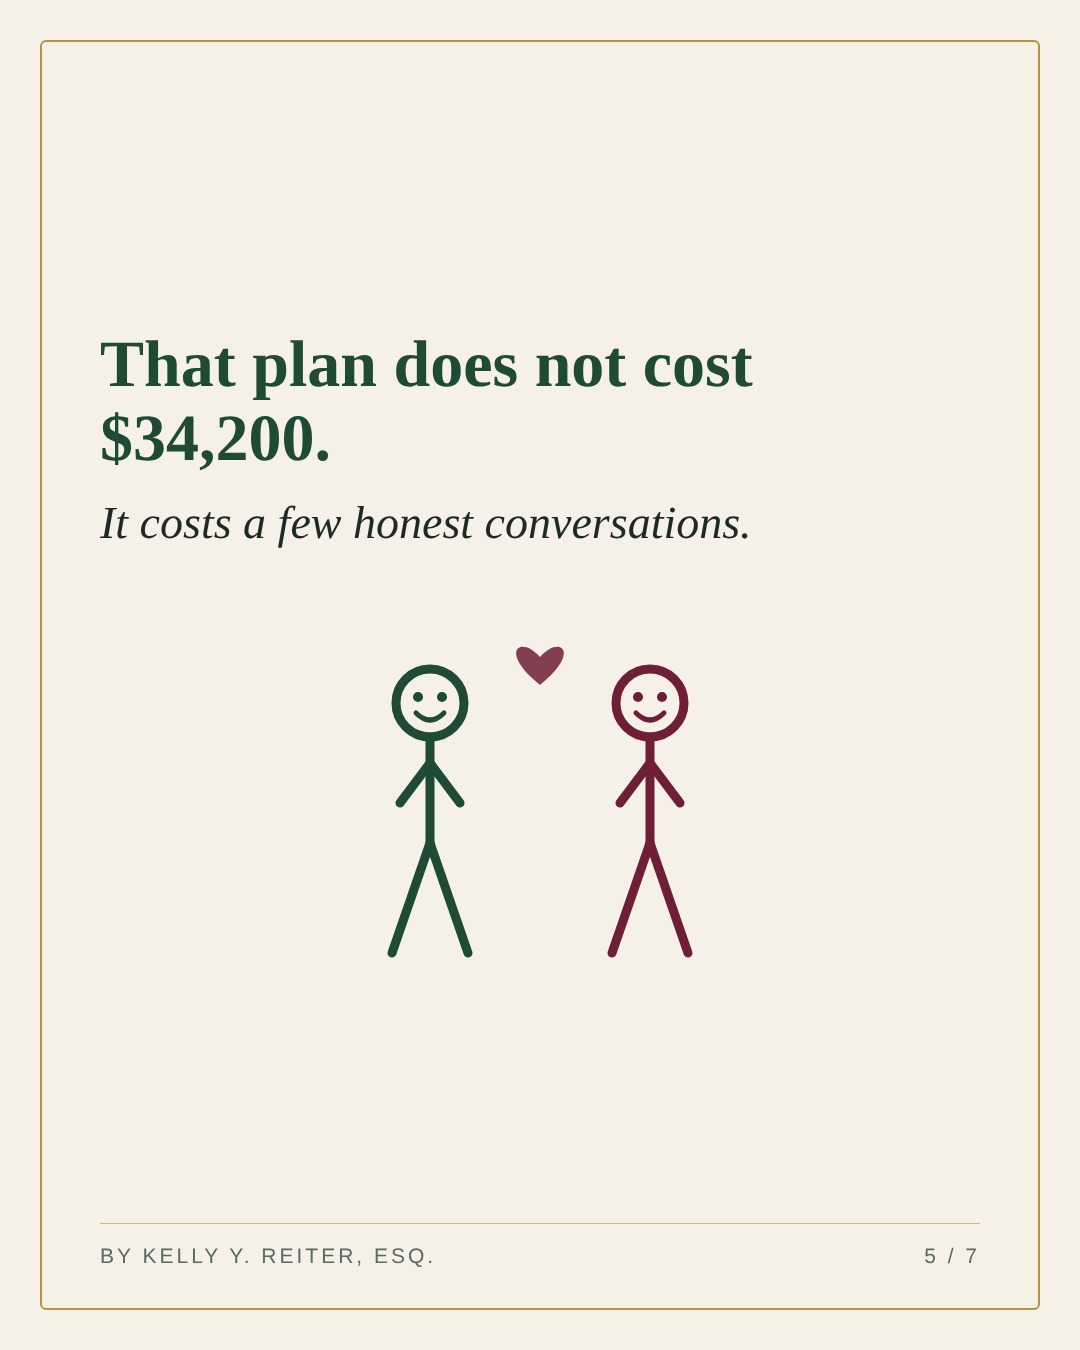 That plan does not cost
$34,200.
It costs a few honest conversations.
BY KELLY Y. REITER, ESQ.
5 / 7